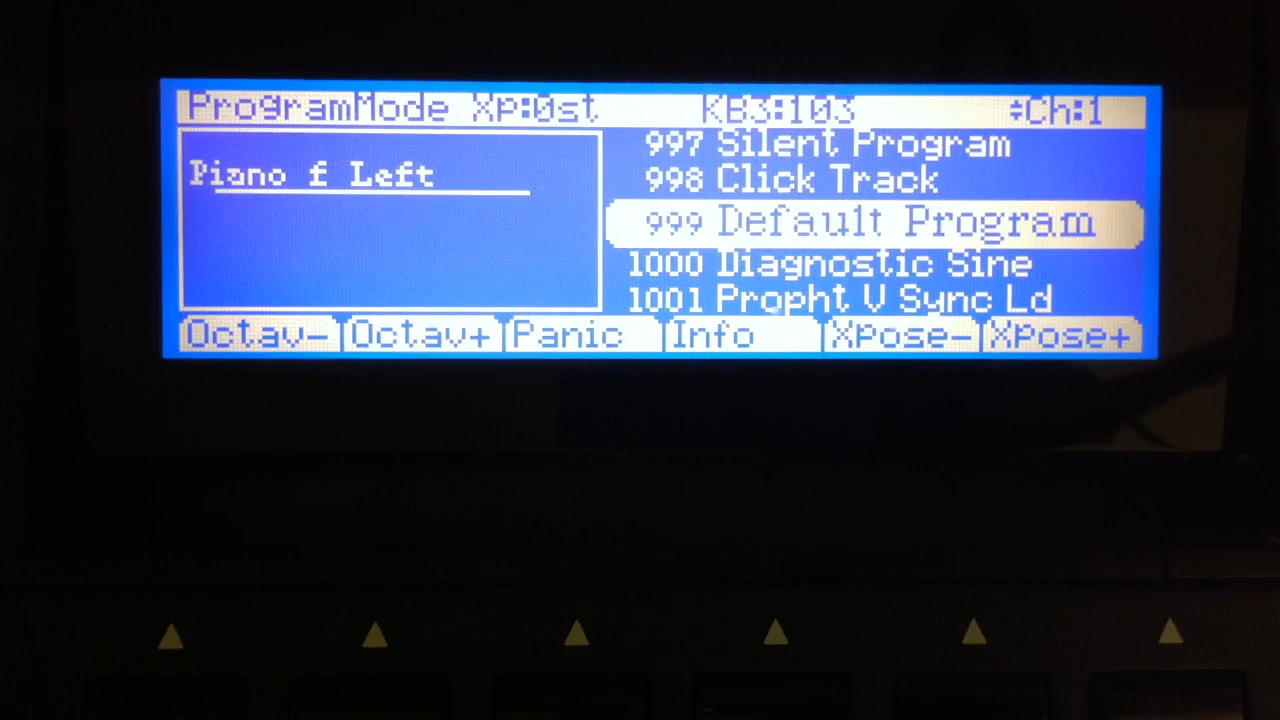 ProgramMode Xp:0st KB3:103 Ch:1
Piano f Left
997 Silent Program
998 Click Track
999 Default Program
1000 Diagnostic Sine
1001 Propht V Sync Ld
Octav- Octav+ Panic Info Xpose- Xpose+